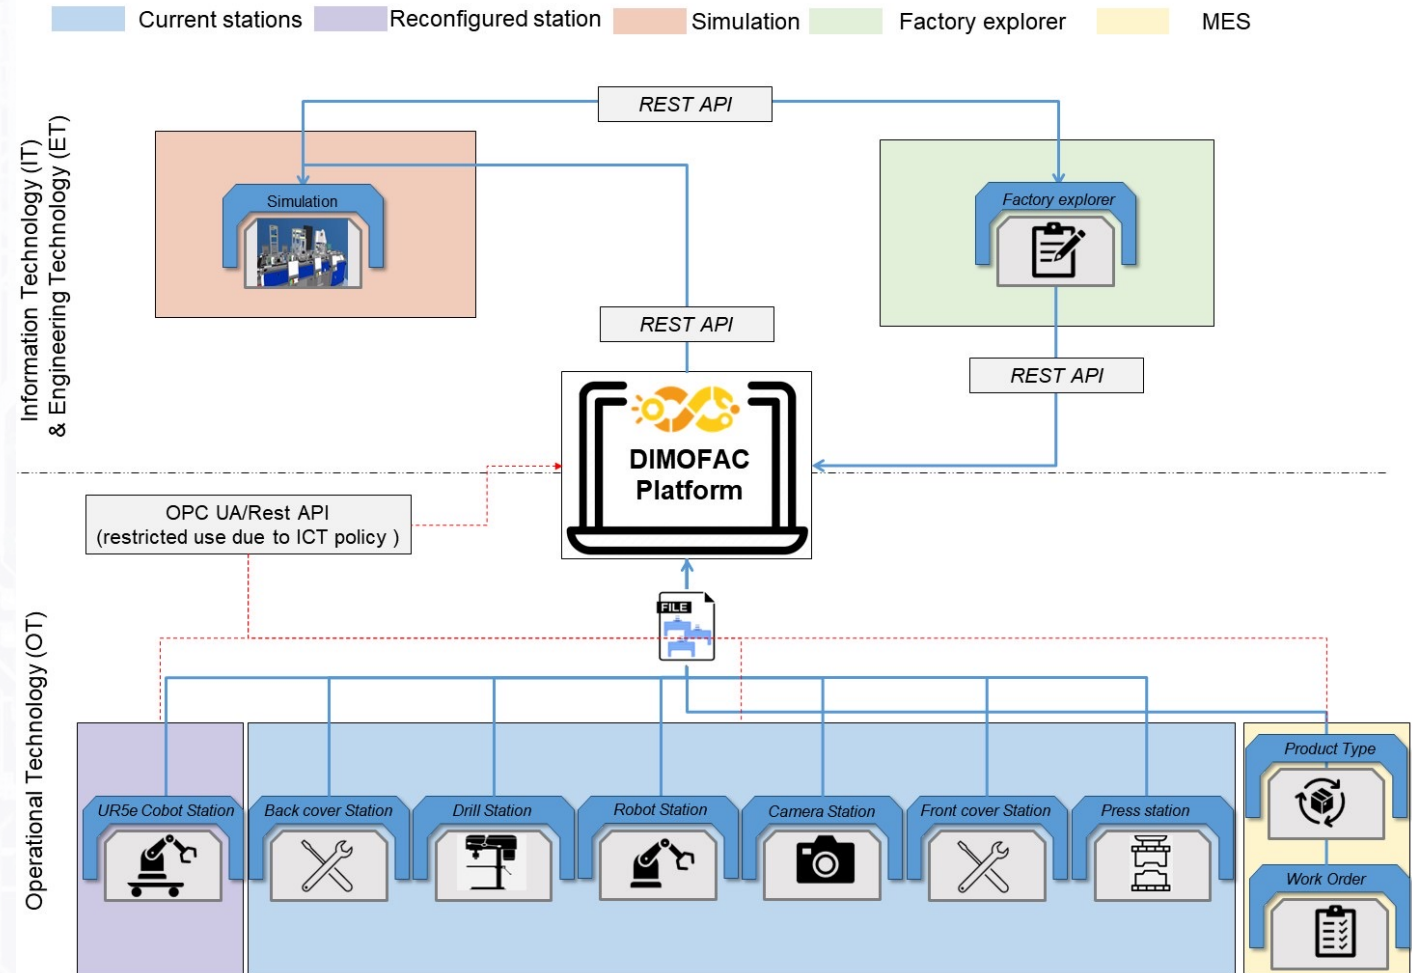 Current stations
Reconfigured station
Simulation
Factory explorer
MES
REST API
Information Technology (IT)
& Engineering Technology (ET)
Simulation
Factory explorer
REST API
REST API
DIMOFAC
Platform
OPC UA/Rest API
(restricted use due to ICT policy )
FILE
Operational Technology (OT)
Product Type
UR5e Cobot Station
Back cover Station
Drill Station
Robot Station
Camera Station
Front cover Station
Press station
Work Order